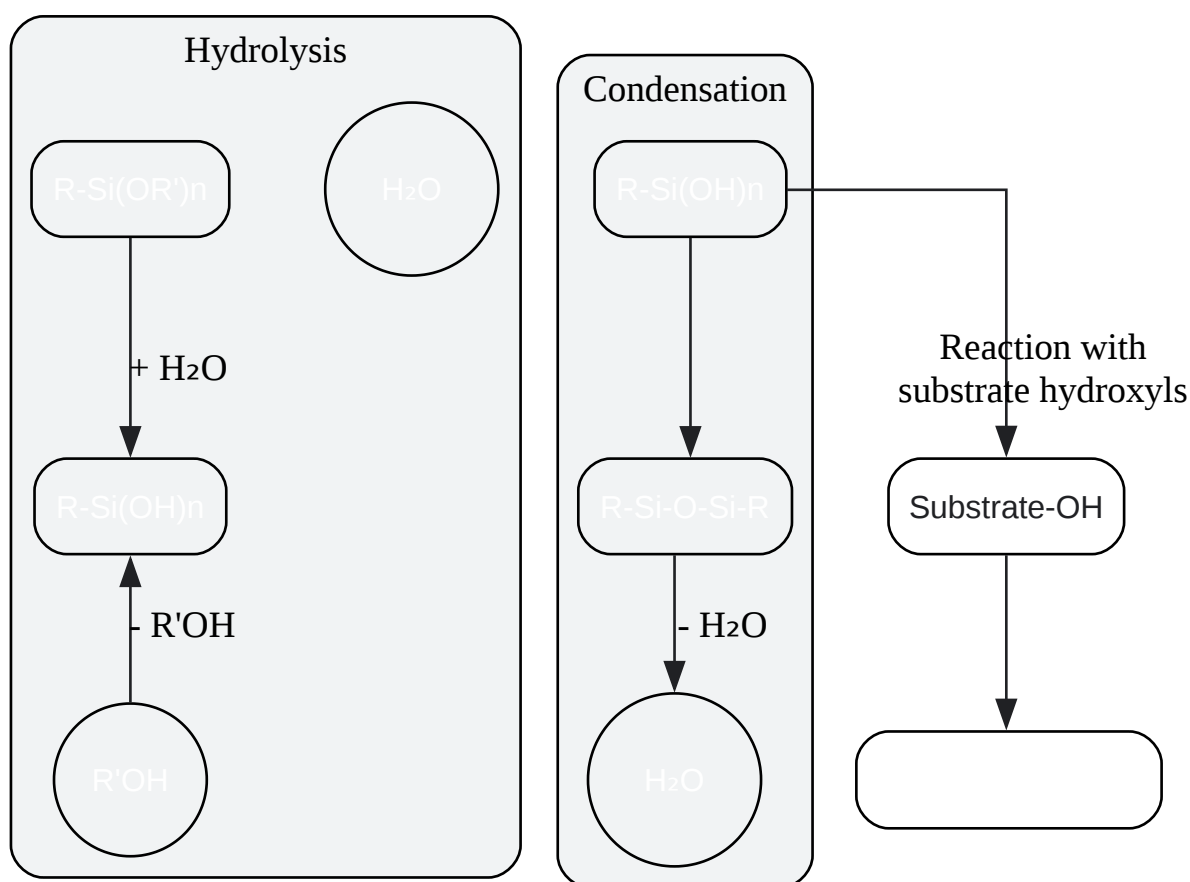 Hydrolysis
R-Si(OR')n
H₂O
+ H₂O
R-Si(OH)n
- R'OH
R'OH
Condensation
R-Si(OH)n
R-Si-O-Si-R
- H₂O
H₂O
Reaction with
substrate hydroxyls
Substrate-OH